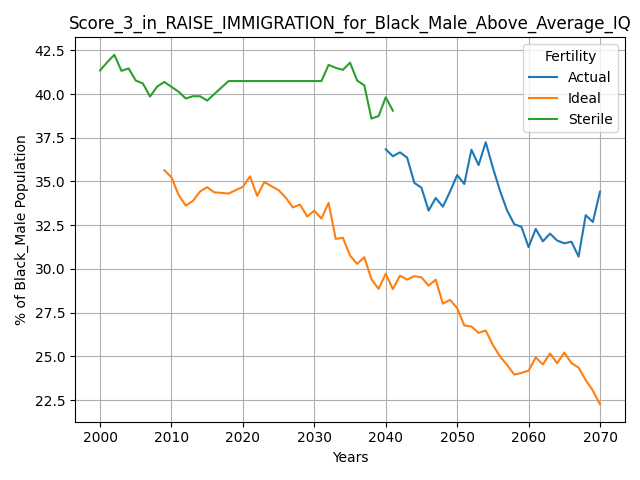 Score_3_in_RAISE_IMMIGRATION_for_Black_Male_Above_Average_IQ
42.5
40.0
37.5
35.0
32.5
30.0
27.5
25.0
22.5
% of Black_Male Population
Fertility
Actual
Ideal
Sterile
2000 2010 2020 2030 2040 2050 2060 2070
Years